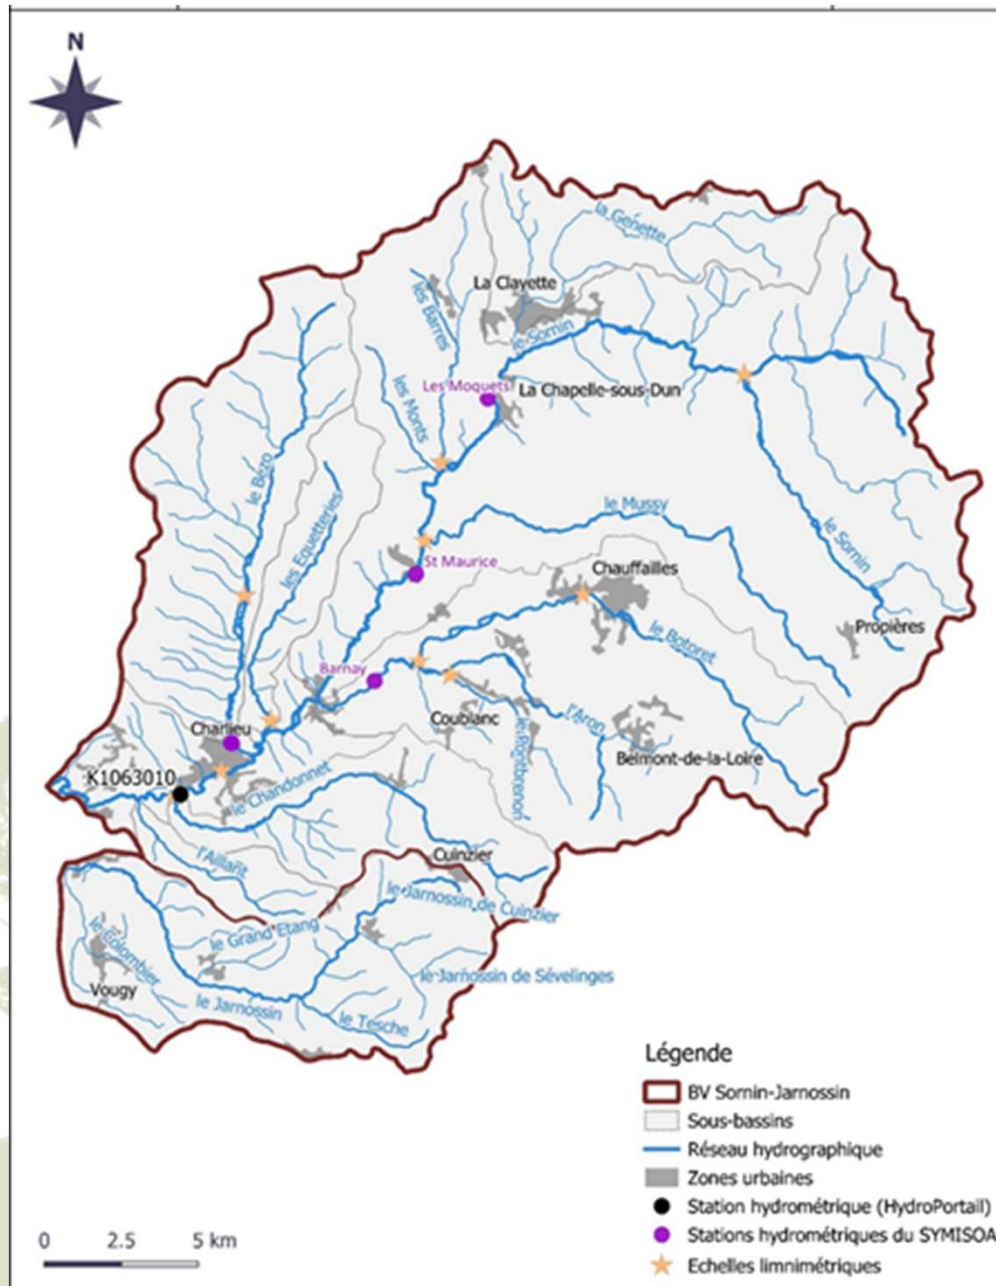 N
la Genette
La Clayette
les Barres
le Sornin
Les Moquets
La Chapelle-sous-Dun
les Monts
le Bezo
les Equetteries
le Mussy
le Sornin
St Maurice
Chauffailles
Propières
le Botoret
Barnay
Coublanc
l'Aron
Belmont-de-la-Loire
Charlieu
K1063010
le Chandonnet
l'Aillant
Cuinzier
le Jarnossin de Cuinzier
le Grand Etang
le Colombier
le Jarnossin de Sévelinges
Vougy
le Jarnossin
le Tesche
Légende
BV Sornin-Jarnossin
Sous-bassins
Réseau hydrographique
Zones urbaines
Station hydrométrique (HydroPortail)
Stations hydrométriques du SYMISOA
Echelles limnimétriques
0 2.5 5 km